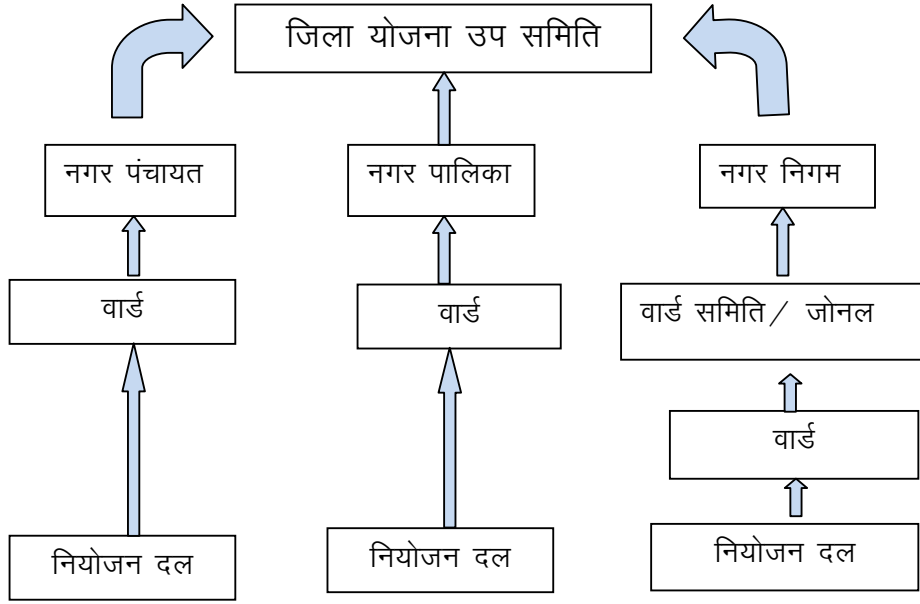 जिला योजना उप समिति
नगर पंचायत
नगर पालिका
नगर निगम
वार्ड
वार्ड
वार्ड समिति / जोनल
वार्ड
नियोजन दल
नियोजन दल
नियोजन दल